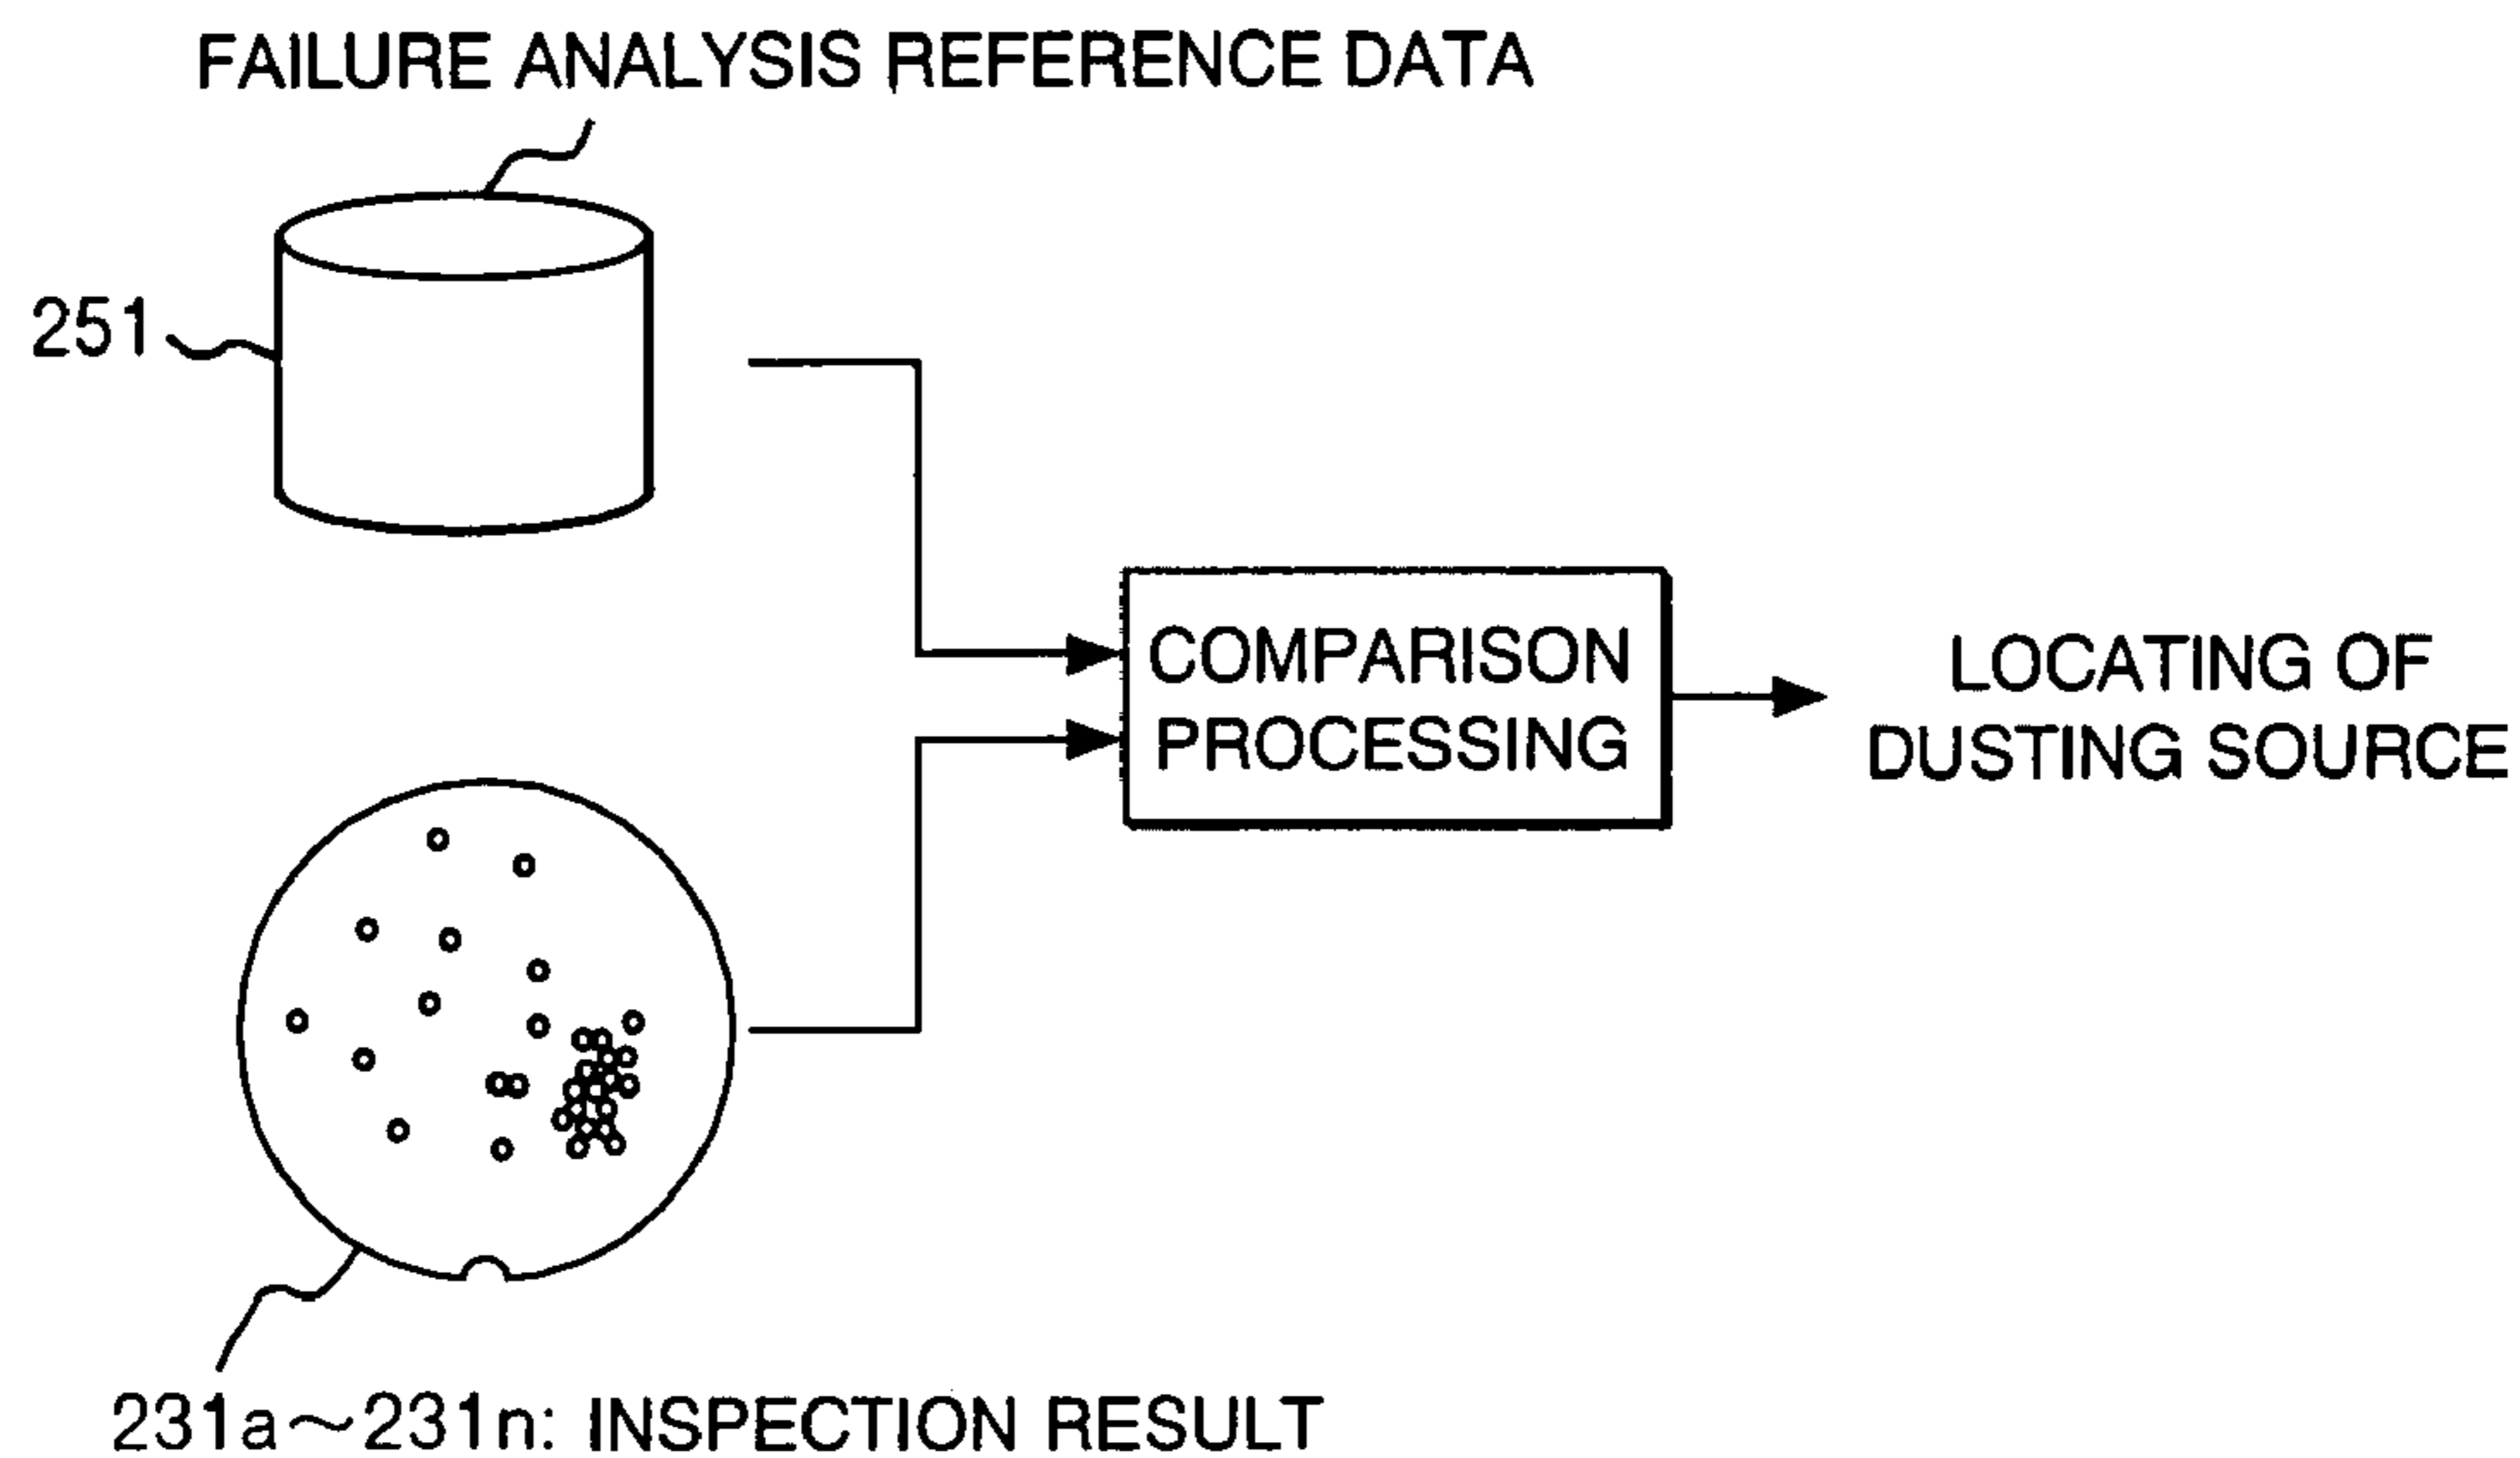 FAILURE ANALYSIS REFERENCE DATA
251
COMPARISON
PROCESSING
LOCATING OF
DUSTING SOURCE
231a～231n: INSPECTION RESULT